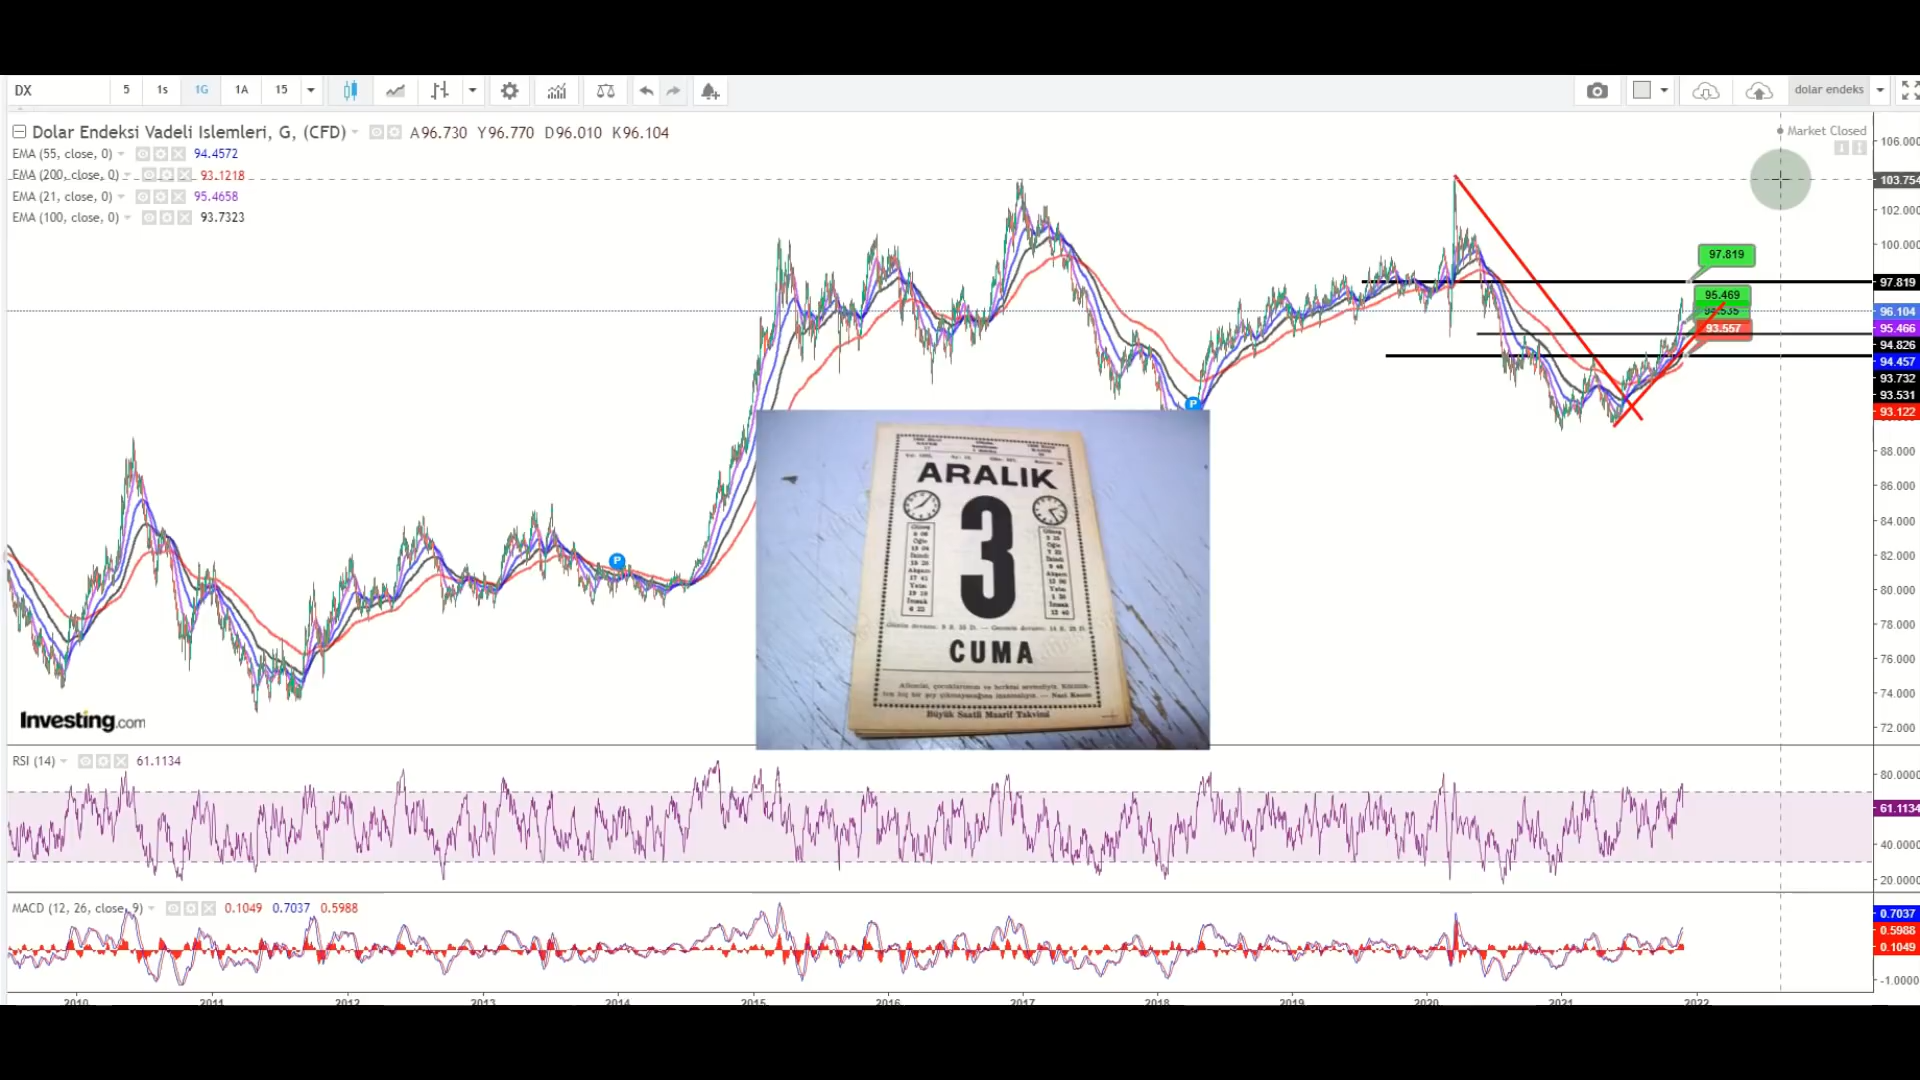 DX 5 1s 1G 1A 15 dolar endeks
Dolar Endeksi Vadeli Islemleri, G, (CFD) A96.730 Y96.770 D96.010 K96.104
Market Closed
EMA (55, close, 0) 94.4572
EMA (200, close, 0) 93.1218
EMA (21, close, 0) 95.4658
EMA (100, close, 0) 93.7323
106.000
103.754
102.000
100.000
97.819
97.819
95.469
94.535
93.557
96.104
95.466
94.826
94.457
93.732
93.531
93.122
88.000
86.000
84.000
82.000
80.000
78.000
76.000
74.000
72.000
P
P
ARALIK
3
CUMA
Büyük Saatli Maarif Takvimi
Investing.com
RSI (14) 61.1134
80.0000
61.1134
40.0000
20.0000
MACD (12, 26, close, 9) 0.1049 0.7037 0.5988
0.7037
0.5988
0.1049
-1.0000
2010 2011 2012 2013 2014 2015 2016 2017 2018 2019 2020 2021 2022